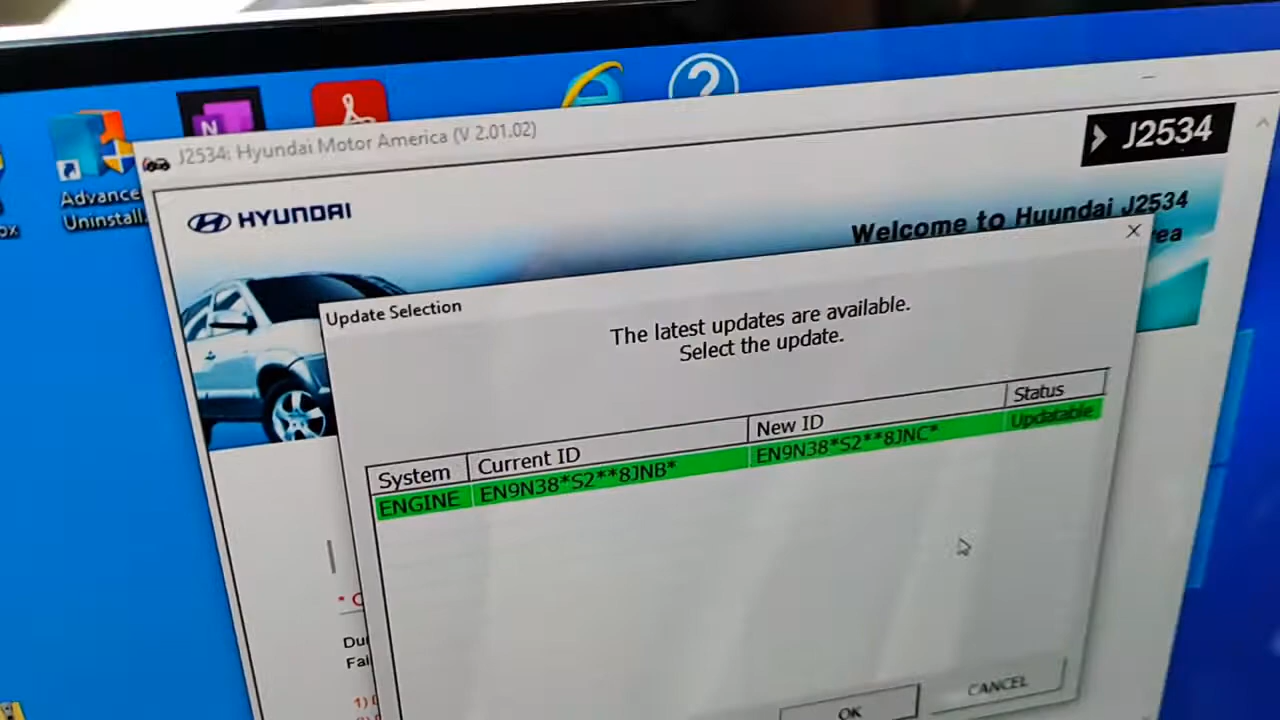 J2534: Hyundai Motor America (V 2.01.02)
J2534
HYUNDAI
Welcome to Huundai J2534
Advance
Uninstall
Update Selection
The latest updates are available.
Select the update.
System Current ID New ID Status
ENGINE EN9N38*S2**8JNB* EN9N38*S2**8JNC* Updatable
OK CANCEL
1)